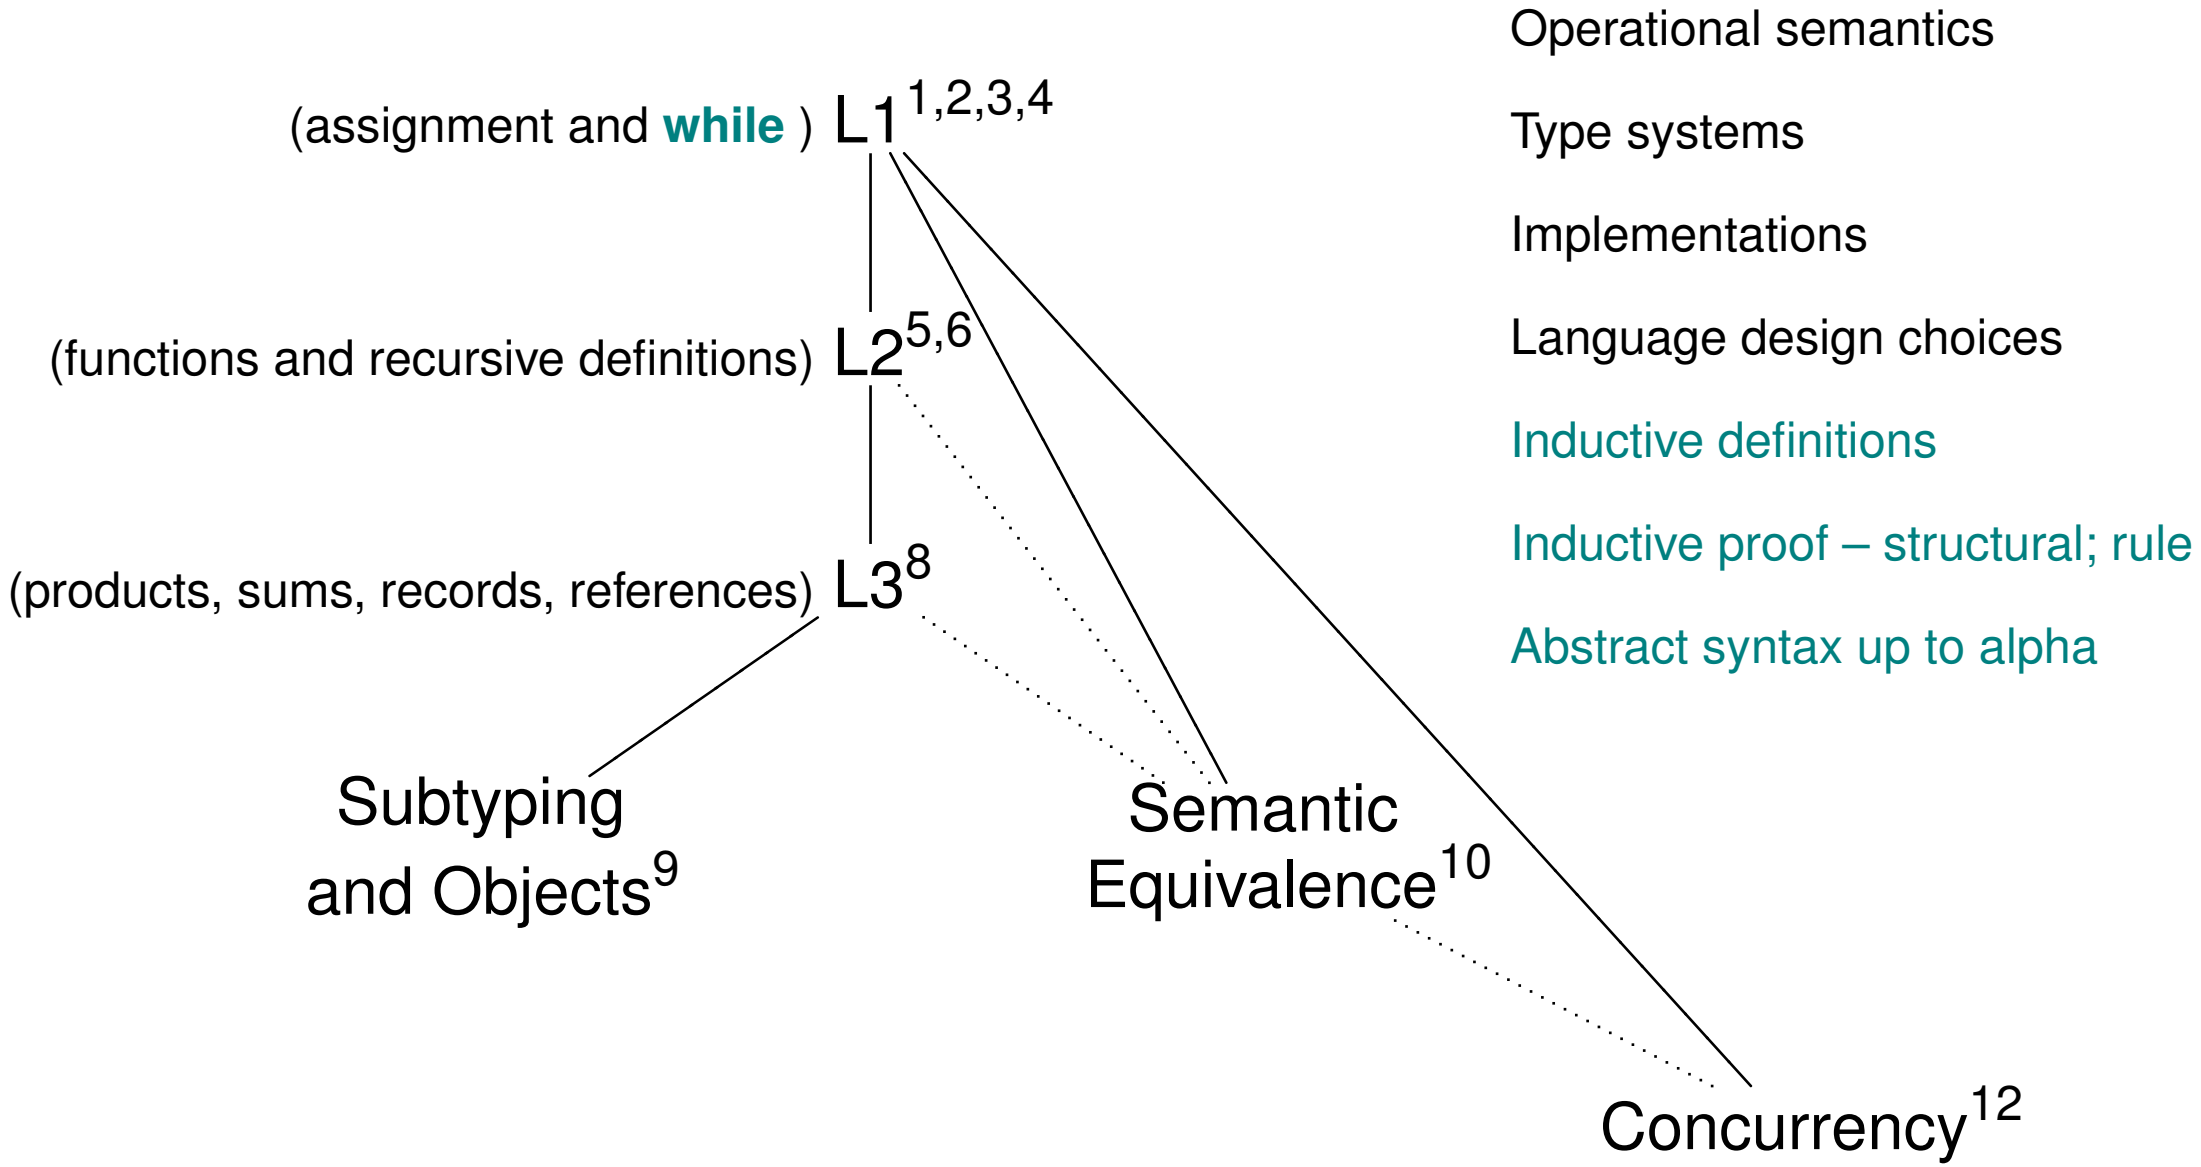 (assignment and while ) L1 1,2,3,4
(functions and recursive definitions) L2 5,6
(products, sums, records, references) L3 8
Subtyping
and Objects 9
Semantic
Equivalence 10
Concurrency 12
Operational semantics
Type systems
Implementations
Language design choices
Inductive definitions
Inductive proof – structural; rule
Abstract syntax up to alpha